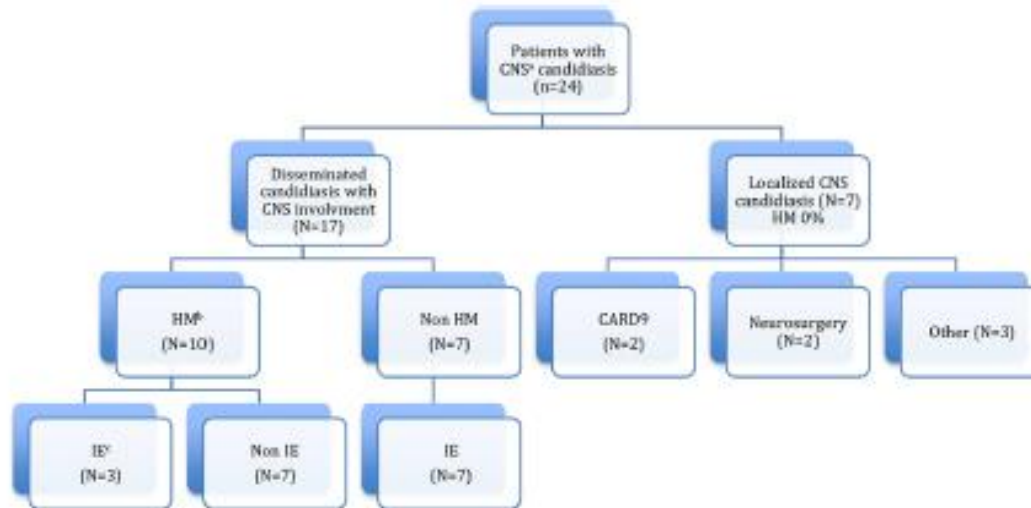 Patients with
CNSᵃ candidiasis
(n=24)
Disseminated
candidiasis with
CNS involvment
(N=17)
Localized CNS
candidiasis (N=7)
HM 0%
HMᵇ
(N=10)
Non HM
(N=7)
CARD9
(N=2)
Neurosurgery
(N=2)
Other (N=3)
IEᶜ
(N=3)
Non IE
(N=7)
IE
(N=7)